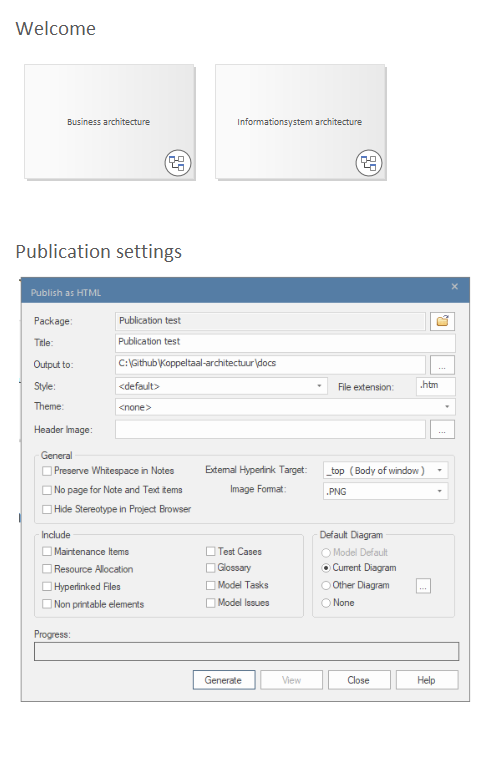 Welcome
Business architecture
Informationsystem architecture
Publication settings
Publish as HTML
Package: Publication test
Title: Publication test
Output to: C:\Github\Koppeltaal-architectuur\docs ...
Style: <default> File extension: .htm
Theme: <none>
Header Image: ...
General
Preserve Whitespace in Notes External Hyperlink Target: _top ( Body of window )
No page for Note and Text items Image Format: .PNG
Hide Stereotype in Project Browser
Include Default Diagram
Maintenance Items Test Cases Model Default
Resource Allocation Glossary Current Diagram
Hyperlinked Files Model Tasks Other Diagram ...
Non printable elements Model Issues None
Progress:
Generate View Close Help